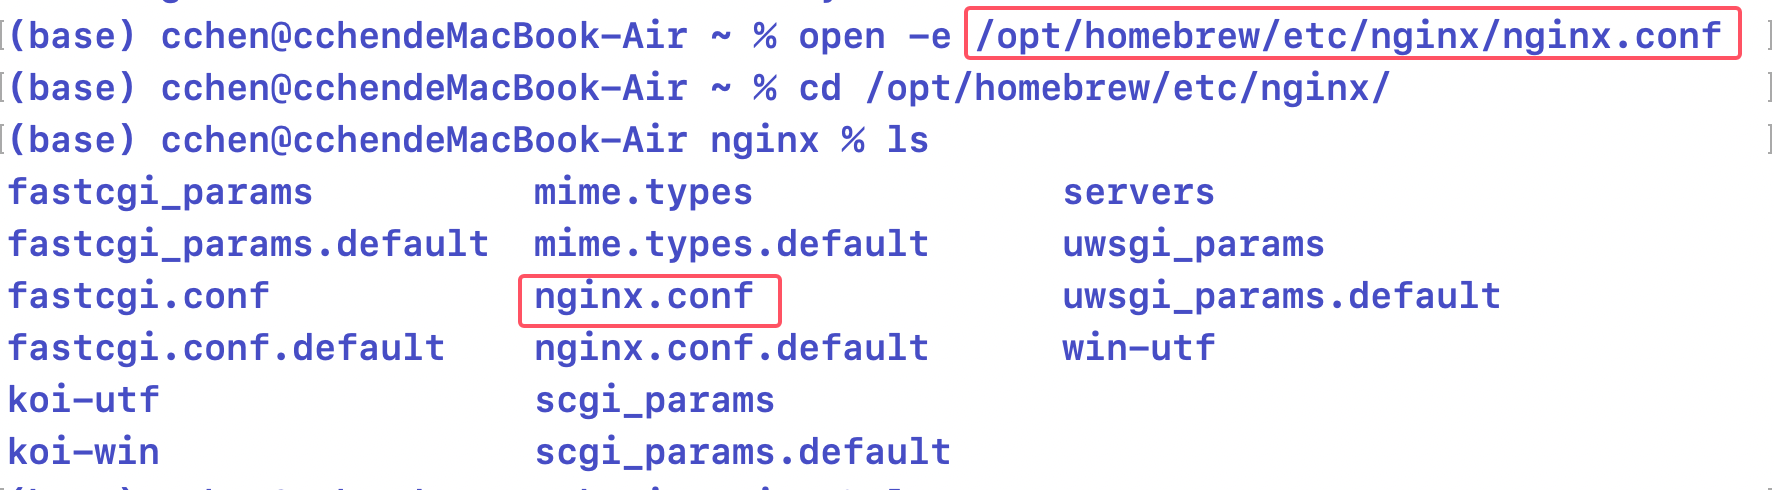 (base) cchen@cchendeMacBook-Air ~ % open -e /opt/homebrew/etc/nginx/nginx.conf
(base) cchen@cchendeMacBook-Air ~ % cd /opt/homebrew/etc/nginx/
(base) cchen@cchendeMacBook-Air nginx % ls
fastcgi_params mime.types servers
fastcgi_params.default mime.types.default uwsgi_params
fastcgi.conf nginx.conf uwsgi_params.default
fastcgi.conf.default nginx.conf.default win-utf
koi-utf scgi_params
koi-win scgi_params.default